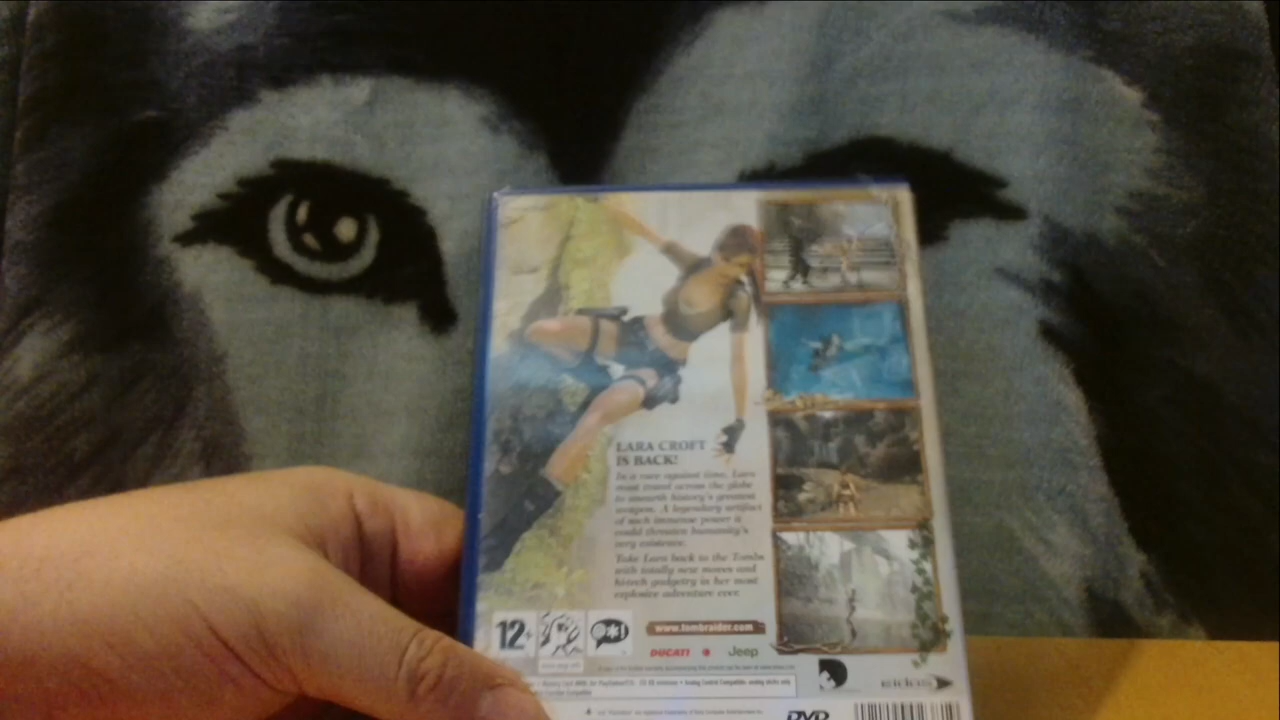 LARA CROFT
IS BACK!
In a race against time, Lara
must travel across the globe
to unearth history's greatest
weapon. A legendary artifact
of such immense power it
could threaten humanity's
very existence.
Take Lara back to the Tombs
with totally new moves and
hi-tech gadgetry in her most
explosive adventure ever.
12+
www.tombraider.com
DUCATI
Jeep
eidos
DVD